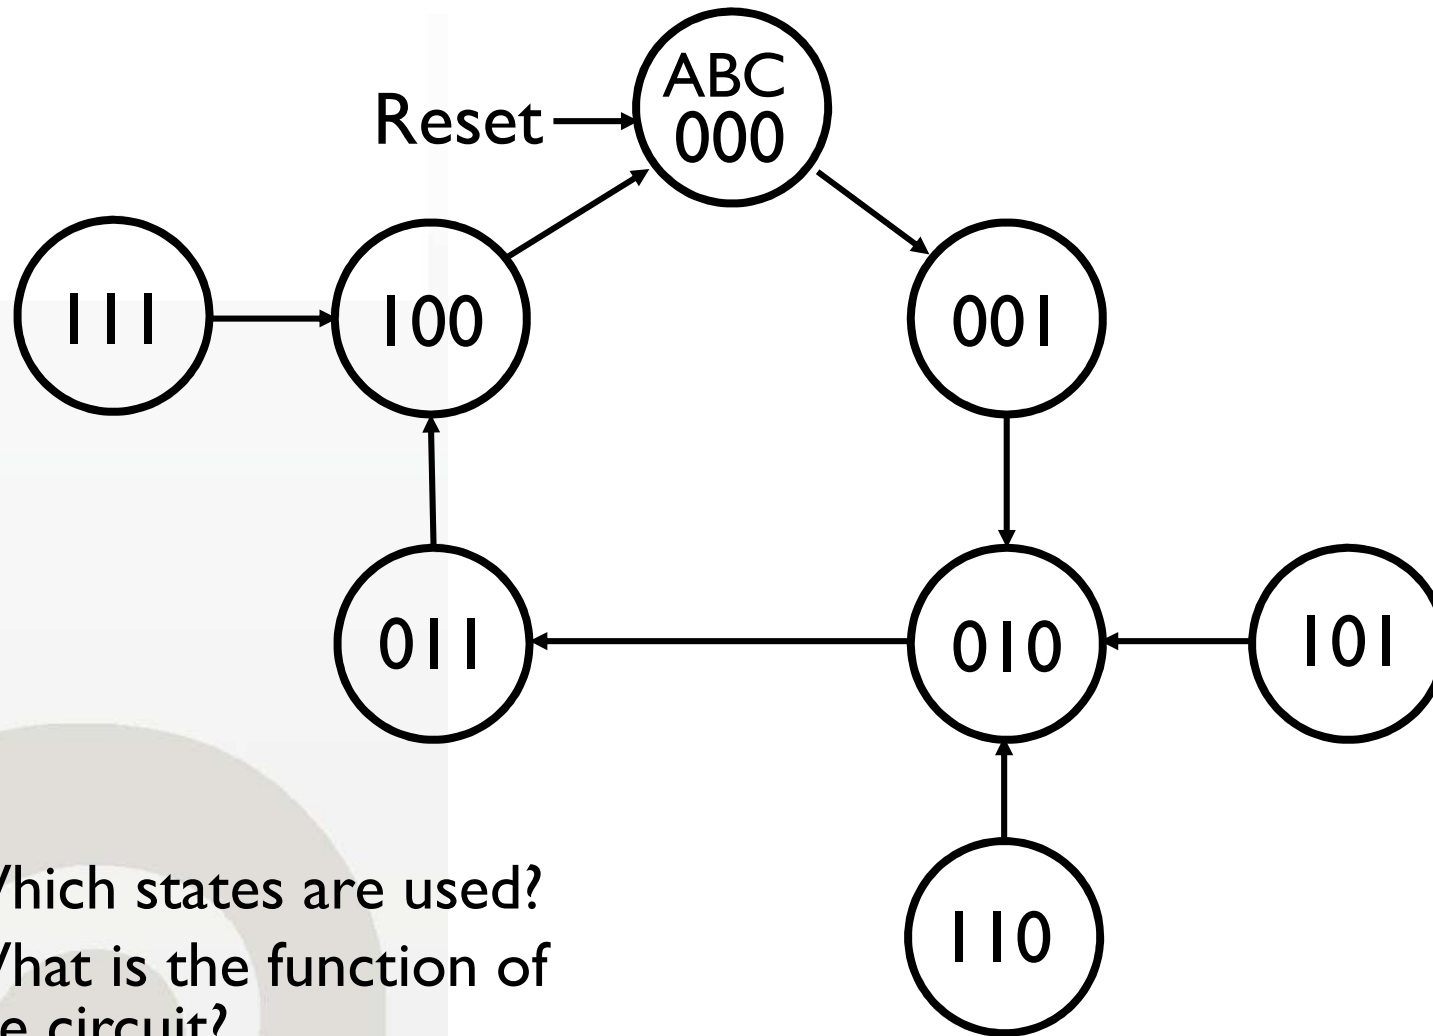 ABC
Reset
000
111
100
001
011
010
101
110
hich states are used?
hat is the function of
e circuit?